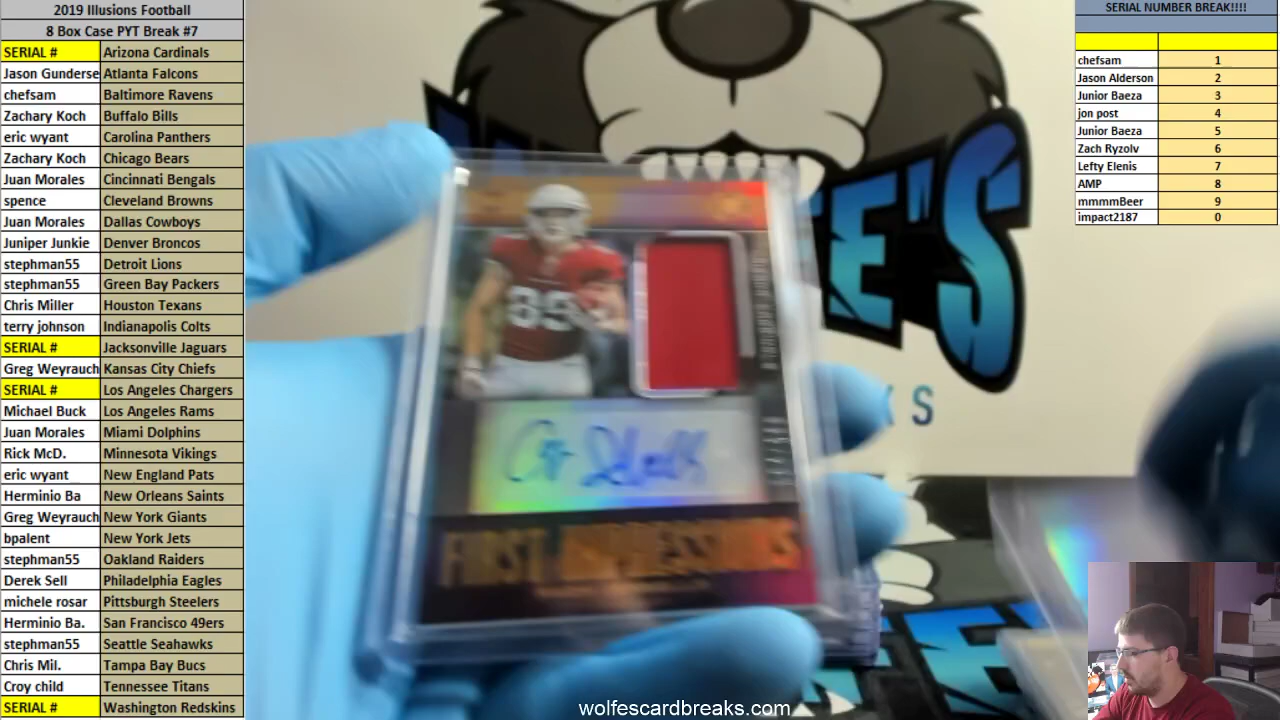 2019 Illusions Football
8 Box Case PYT Break #7
SERIAL # Arizona Cardinals
Jason Gunderse Atlanta Falcons
chefsam Baltimore Ravens
Zachary Koch Buffalo Bills
eric wyant Carolina Panthers
Zachary Koch Chicago Bears
Juan Morales Cincinnati Bengals
spence Cleveland Browns
Juan Morales Dallas Cowboys
Juniper Junkie Denver Broncos
stephman55 Detroit Lions
stephman55 Green Bay Packers
Chris Miller Houston Texans
terry johnson Indianapolis Colts
SERIAL # Jacksonville Jaguars
Greg Weyrauch Kansas City Chiefs
SERIAL # Los Angeles Chargers
Michael Buck Los Angeles Rams
Juan Morales Miami Dolphins
Rick McD. Minnesota Vikings
eric wyant New England Pats
Herminio Ba New Orleans Saints
Greg Weyrauch New York Giants
bpalent New York Jets
stephman55 Oakland Raiders
Derek Sell Philadelphia Eagles
michele rosar Pittsburgh Steelers
Herminio Ba. San Francisco 49ers
stephman55 Seattle Seahawks
Chris Mil. Tampa Bay Bucs
Croy child Tennessee Titans
SERIAL # Washington Redskins
SERIAL NUMBER BREAK!!!!
chefsam 1
Jason Alderson 2
Junior Baeza 3
jon post 4
Junior Baeza 5
Zach Ryzolv 6
Lefty Elenis 7
AMP 8
mmmmBeer 9
impact2187 0
E'S
S
89
FIRST IMPRESSIONS
wolfescardbreaks.com